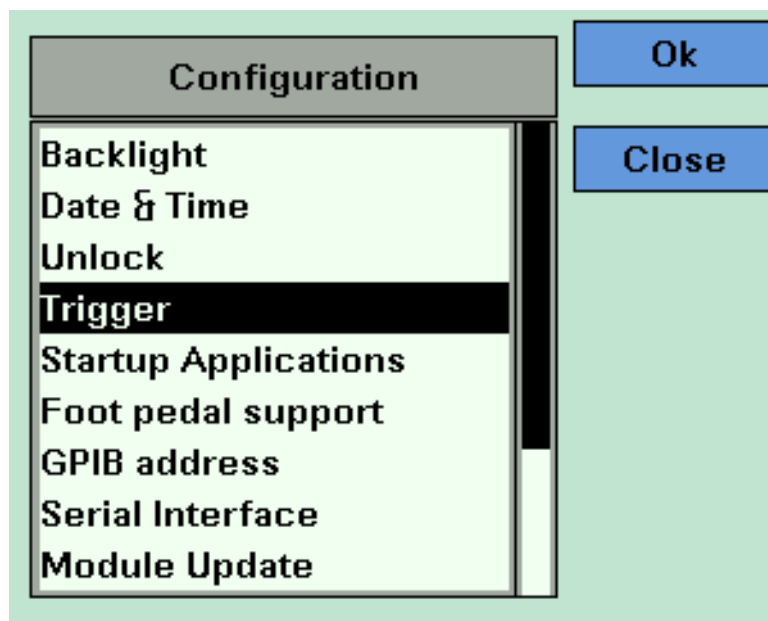 Configuration
Ok
Close
Backlight
Date & Time
Unlock
Trigger
Startup Applications
Foot pedal support
GPIB address
Serial Interface
Module Update